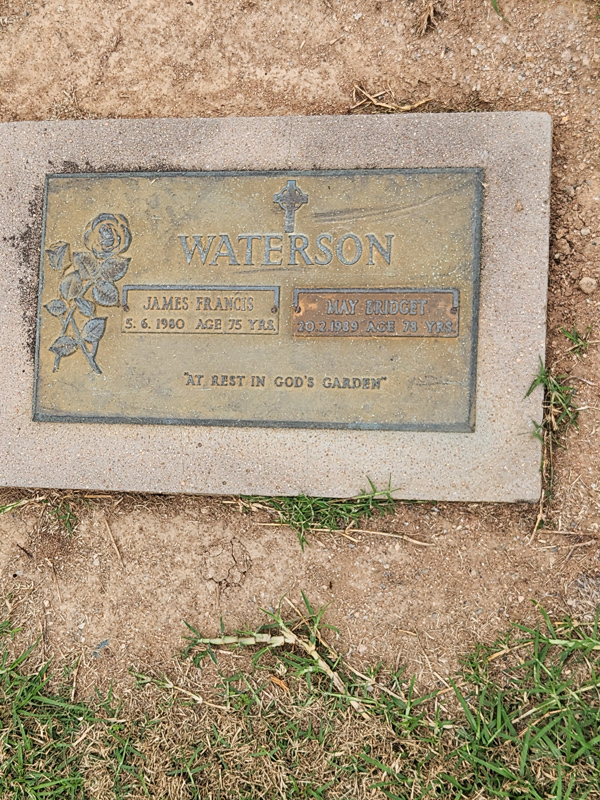 WATERSON
JAMES FRANCIS
5. 6. 1980 AGE 75 YRS.
MAY BRIDGET
20.2.1989 AGE 78 YRS.
"AT REST IN GOD'S GARDEN"